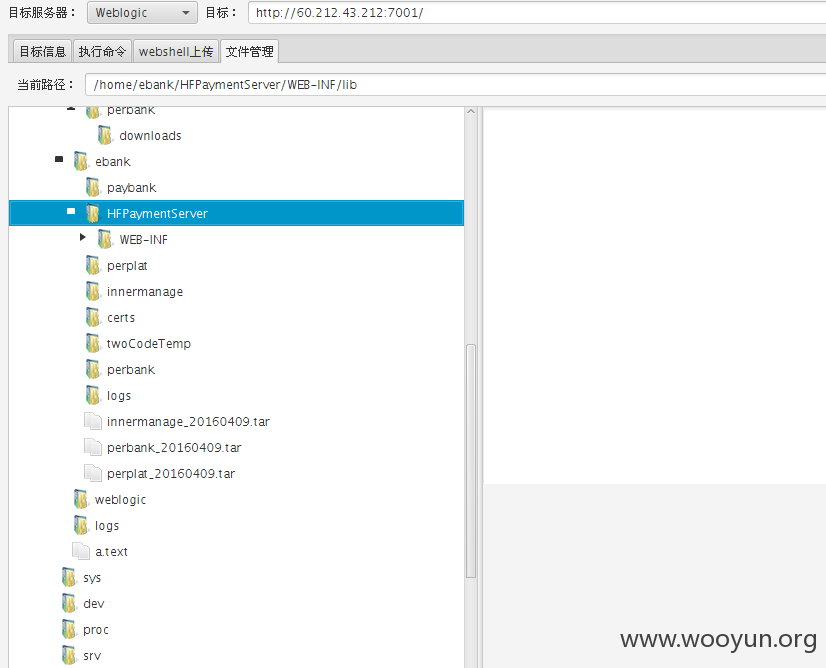 目标服务器： Weblogic 目标： http://60.212.43.212:7001/
目标信息 执行命令 webshell上传 文件管理
当前路径： /home/ebank/HFPaymentServer/WEB-INF/lib
perbank
downloads
ebank
paybank
HFPaymentServer
WEB-INF
perplat
innermanage
certs
twoCodeTemp
perbank
logs
innermanage_20160409.tar
perbank_20160409.tar
perplat_20160409.tar
weblogic
logs
a.text
sys
dev
proc
srv
www.wooyun.org